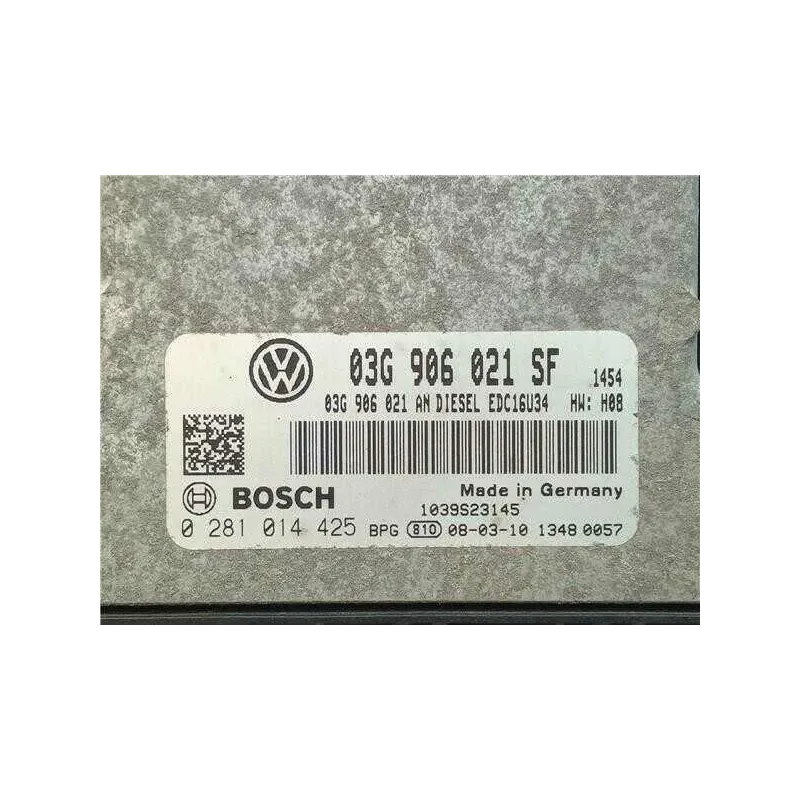 03G 906 021 SF 1454
03G 906 021 AN DIESEL EDC16U34 HW: H08
BOSCH Made in Germany
1039S23145
0 281 014 425 BPG 810 08-03-10 1348 0057